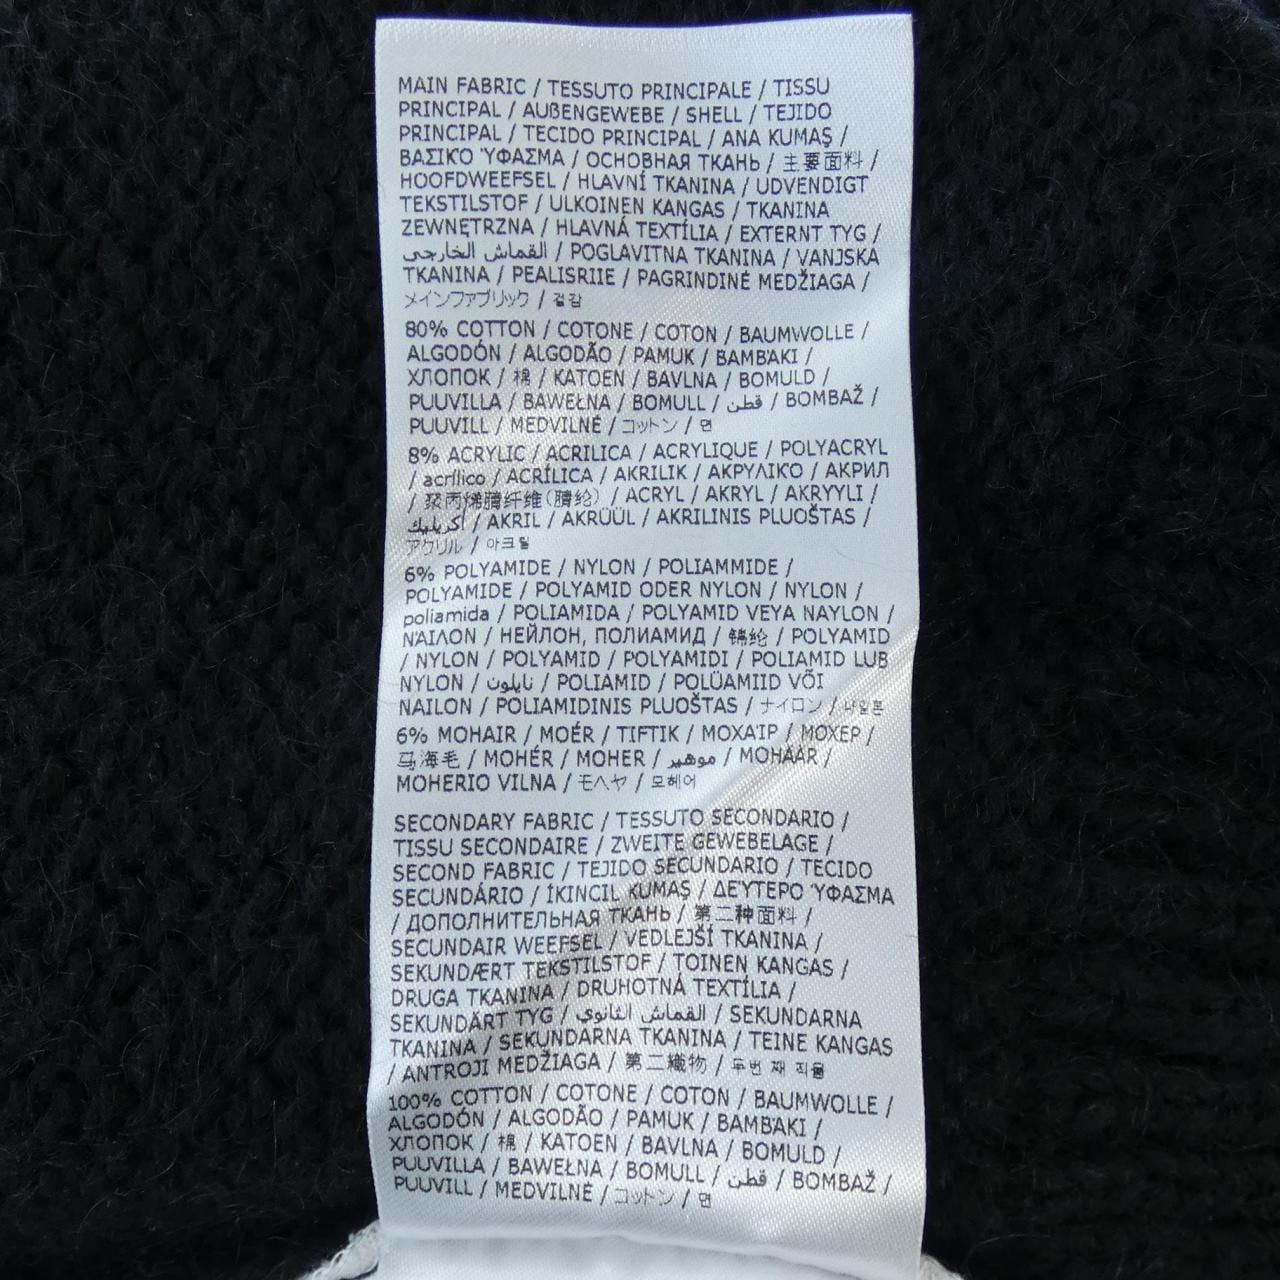 MAIN FABRIC / TESSUTO PRINCIPALE / TISSU
PRINCIPAL / AUßENGEWEBE / SHELL / TEJIDO
PRINCIPAL / TECIDO PRINCIPAL / ANA KUMAŞ /
ΒΑΣΙΚΌ ΎΦΑΣΜΑ / ОСНОВНАЯ ТКАНЬ / 主要面料 /
HOOFDWEEFSEL / HLAVNÍ TKANINA / UDVENDIGT
TEKSTILSTOF / ULKOINEN KANGAS / TKANINA
ZEWNĘTRZNA / HLAVNÁ TEXTÍLIA / EXTERNT TYG /
القماش الخارجي / POGLAVITNA TKANINA / VANJSKA
TKANINA / PEALISRIIE / PAGRINDINĖ MEDŽIAGA /
メインファブリック / 겉감
80% COTTON / COTONE / COTON / BAUMWOLLE /
ALGODÓN / ALGODÃO / PAMUK / ΒΑΜΒΆΚΙ /
ХЛОПОК / 棉 / KATOEN / BAVLNA / BOMULD /
PUUVILLA / BAWEŁNA / BOMULL / قطن / BOMBAŽ /
PUUVILL / MEDVILNĖ / コットン / 면
8% ACRYLIC / ACRILICA / ACRYLIQUE / POLYACRYL
/ acrílico / ACRÍLICA / AKRILIK / ΑΚΡΥΛΙΚΌ / АКРИЛ
/ 聚丙烯腈纤维(腈纶) / ACRYL / AKRYL / AKRYYLI /
أكريليك / AKRIL / AKRÜÜL / AKRILINIS PLUOŠTAS /
アクリル / 아크릴
6% POLYAMIDE / NYLON / POLIAMMIDE /
POLYAMIDE / POLYAMID ODER NYLON / NYLON /
poliamida / POLIAMIDA / POLYAMID VEYA NAYLON /
ΝΆΙΛΟΝ / НЕЙЛОН, ПОЛИАМИД / 锦纶 / POLYAMID
/ NYLON / POLYAMID / POLYAMIDI / POLIAMID LUB
NYLON / نايلون / POLIAMID / POLÜAMIID VÕI
NAILON / POLIAMIDINIS PLUOŠTAS / ナイロン / 나일론
6% MOHAIR / MOÉR / TIFTIK / ΜΟΧΑΊΡ / МОХЕР /
马海毛 / MOHÉR / MOHER / موهير / MOHÄÄR /
MOHERIO VILNA / モヘヤ / 모헤어
SECONDARY FABRIC / TESSUTO SECONDARIO /
TISSU SECONDAIRE / ZWEITE GEWEBELAGE /
SECOND FABRIC / TEJIDO SECUNDARIO / TECIDO
SECUNDÁRIO / İKINCIL KUMAŞ / ΔΕΎΤΕΡΟ ΎΦΑΣΜΑ
/ ДОПОЛНИТЕЛЬНАЯ ТКАНЬ / 第二种面料 /
SECUNDAIR WEEFSEL / VEDLEJŠÍ TKANINA /
SEKUNDÆRT TEKSTILSTOF / TOINEN KANGAS /
DRUGA TKANINA / DRUHOTNÁ TEXTÍLIA /
SEKUNDÄRT TYG / القماش الثانوي / SEKUNDARNA
TKANINA / SEKUNDARNA TKANINA / TEINE KANGAS
/ ANTROJI MEDŽIAGA / 第二織物 / 두번 째 직물
100% COTTON / COTONE / COTON / BAUMWOLLE /
ALGODÓN / ALGODÃO / PAMUK / ΒΑΜΒΆΚΙ /
ХЛОПОК / 棉 / KATOEN / BAVLNA / BOMULD /
PUUVILLA / BAWEŁNA / BOMULL / قطن / BOMBAŽ /
PUUVILL / MEDVILNĖ / コットン / 면